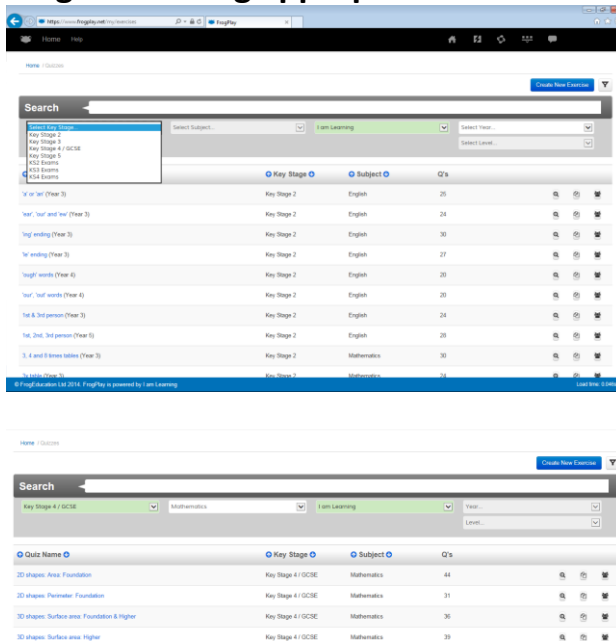 https://www.frogplay.net/my/exercises FrogPlay
Home Help
Home / Quizzes
Create New Exercise
Search
Select Key Stage... Select Subject... I am Learning Select Year...
Key Stage 2 Select Level...
Key Stage 3
Key Stage 4 / GCSE
Key Stage 5
KS2 Exams
KS3 Exams
KS4 Exams
Key Stage Subject Q's
'a' or 'an' (Year 3) Key Stage 2 English 26
'ear', 'our' and 'ew' (Year 3) Key Stage 2 English 24
'ing' ending (Year 3) Key Stage 2 English 30
'le' ending (Year 3) Key Stage 2 English 27
'ough' words (Year 6) Key Stage 2 English 20
'our', 'out' words (Year 4) Key Stage 2 English 20
1st & 3rd person (Year 3) Key Stage 2 English 24
1st, 2nd, 3rd person (Year 5) Key Stage 2 English 28
3, 4 and 8 times tables (Year 3) Key Stage 2 Mathematics 30
3x table (Year 3) Key Stage 2 Mathematics 24
© FrogEducation Ltd 2014. FrogPlay is powered by I am Learning Load time:
Home / Quizzes
Create New Exercise
Search
Key Stage 4 / GCSE Mathematics I am Learning Year...
Level...
Quiz Name Key Stage Subject Q's
2D shapes: Area: Foundation Key Stage 4 / GCSE Mathematics 44
2D shapes: Perimeter: Foundation Key Stage 4 / GCSE Mathematics 31
3D shapes: Surface area: Foundation & Higher Key Stage 4 / GCSE Mathematics 36
3D shapes: Surface area: Higher Key Stage 4 / GCSE Mathematics 39